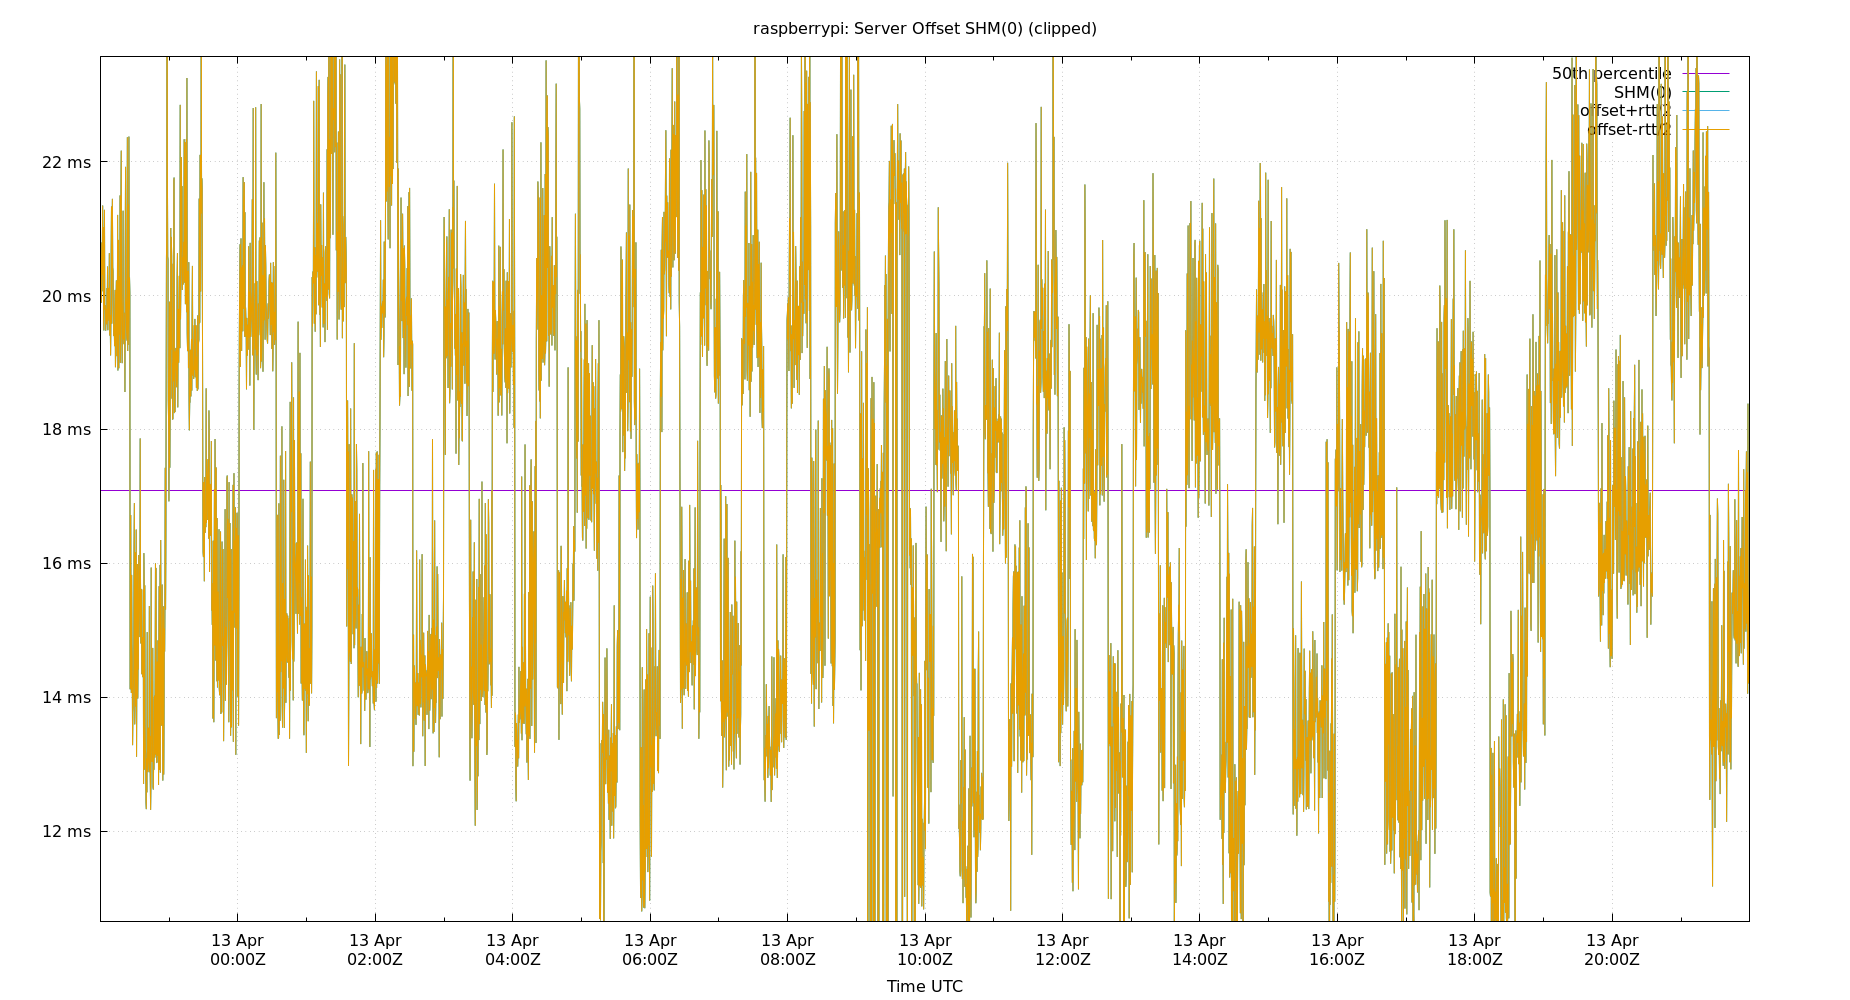 raspberrypi: Server Offset SHM(0) (clipped)
50th percentile
SHM(0)
offset+rtt/2
offset-rtt/2
22 ms
20 ms
18 ms
16 ms
14 ms
12 ms
13 Apr 13 Apr 13 Apr 13 Apr 13 Apr 13 Apr 13 Apr 13 Apr 13 Apr 13 Apr 13 Apr
00:00Z 02:00Z 04:00Z 06:00Z 08:00Z 10:00Z 12:00Z 14:00Z 16:00Z 18:00Z 20:00Z
Time UTC